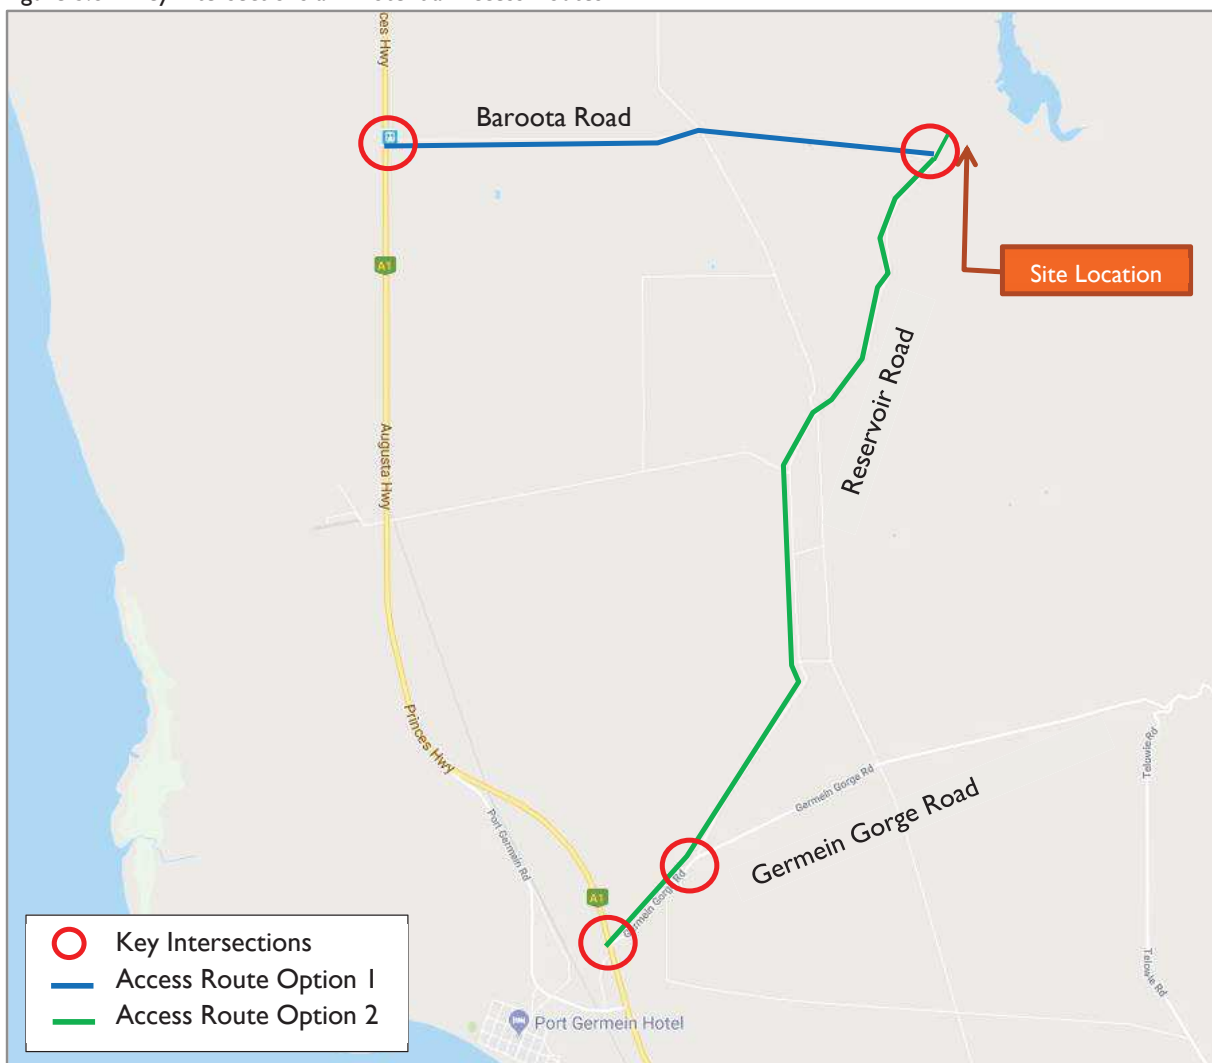 ces Hwy
Baroota Road
A1
Site Location
Reservoir Road
Augusta Hwy
Princes Hwy
Telowie Rd
Germein Gorge Rd
Germein Gorge Road
Port Germein Rd
A1
Germein Gorge Rd
Telowie Rd
Key Intersections
Access Route Option 1
Access Route Option 2
Port Germein Hotel